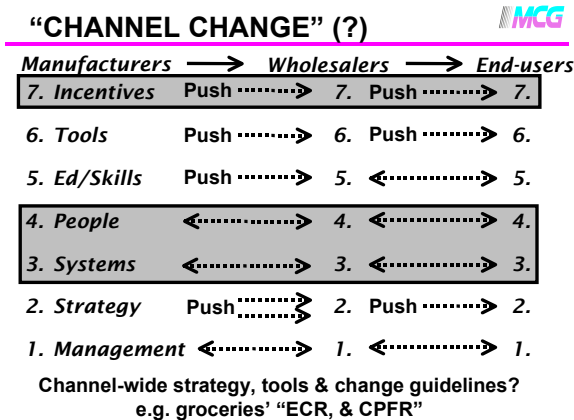 “CHANNEL CHANGE” (?)
MCG
Manufacturers Wholesalers End-users
7. Incentives Push 7. Push 7.
6. Tools Push 6. Push 6.
5. Ed/Skills Push 5. 5.
4. People 4. 4.
3. Systems 3. 3.
2. Strategy Push 2. Push 2.
1. Management 1. 1.
Channel-wide strategy, tools & change guidelines?
e.g. groceries’ “ECR, & CPFR”